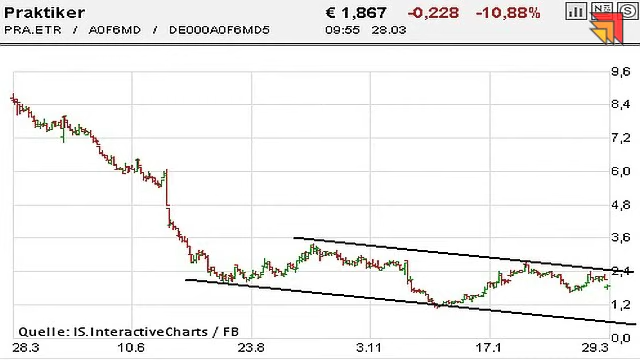 Praktiker € 1,867 -0,228 -10,88% N≡ S
PRA.ETR / A0F6MD / DE000A0F6MD5 09:55 28.03
9,6
8,4
7,2
6,0
4,8
3,6
2,4
1,2
0,0
Quelle: IS.InteractiveCharts / FB
28.3 10.6 23.8 3.11 17.1 29.3